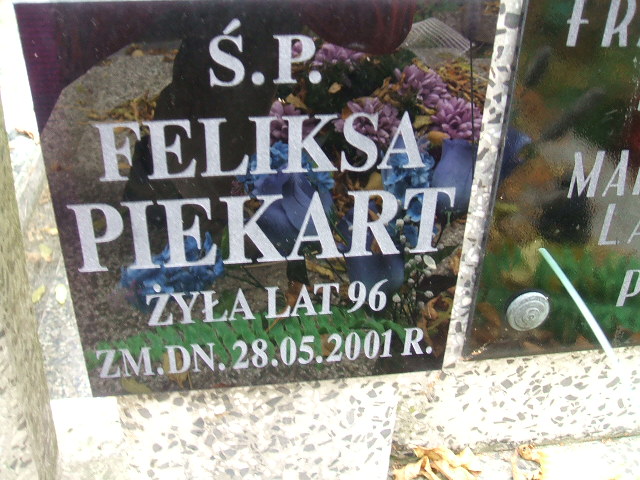 Ś.P.
FELIKSA
PIEKART
ŻYŁA LAT 96
ZM.DN. 28.05.2001 R.